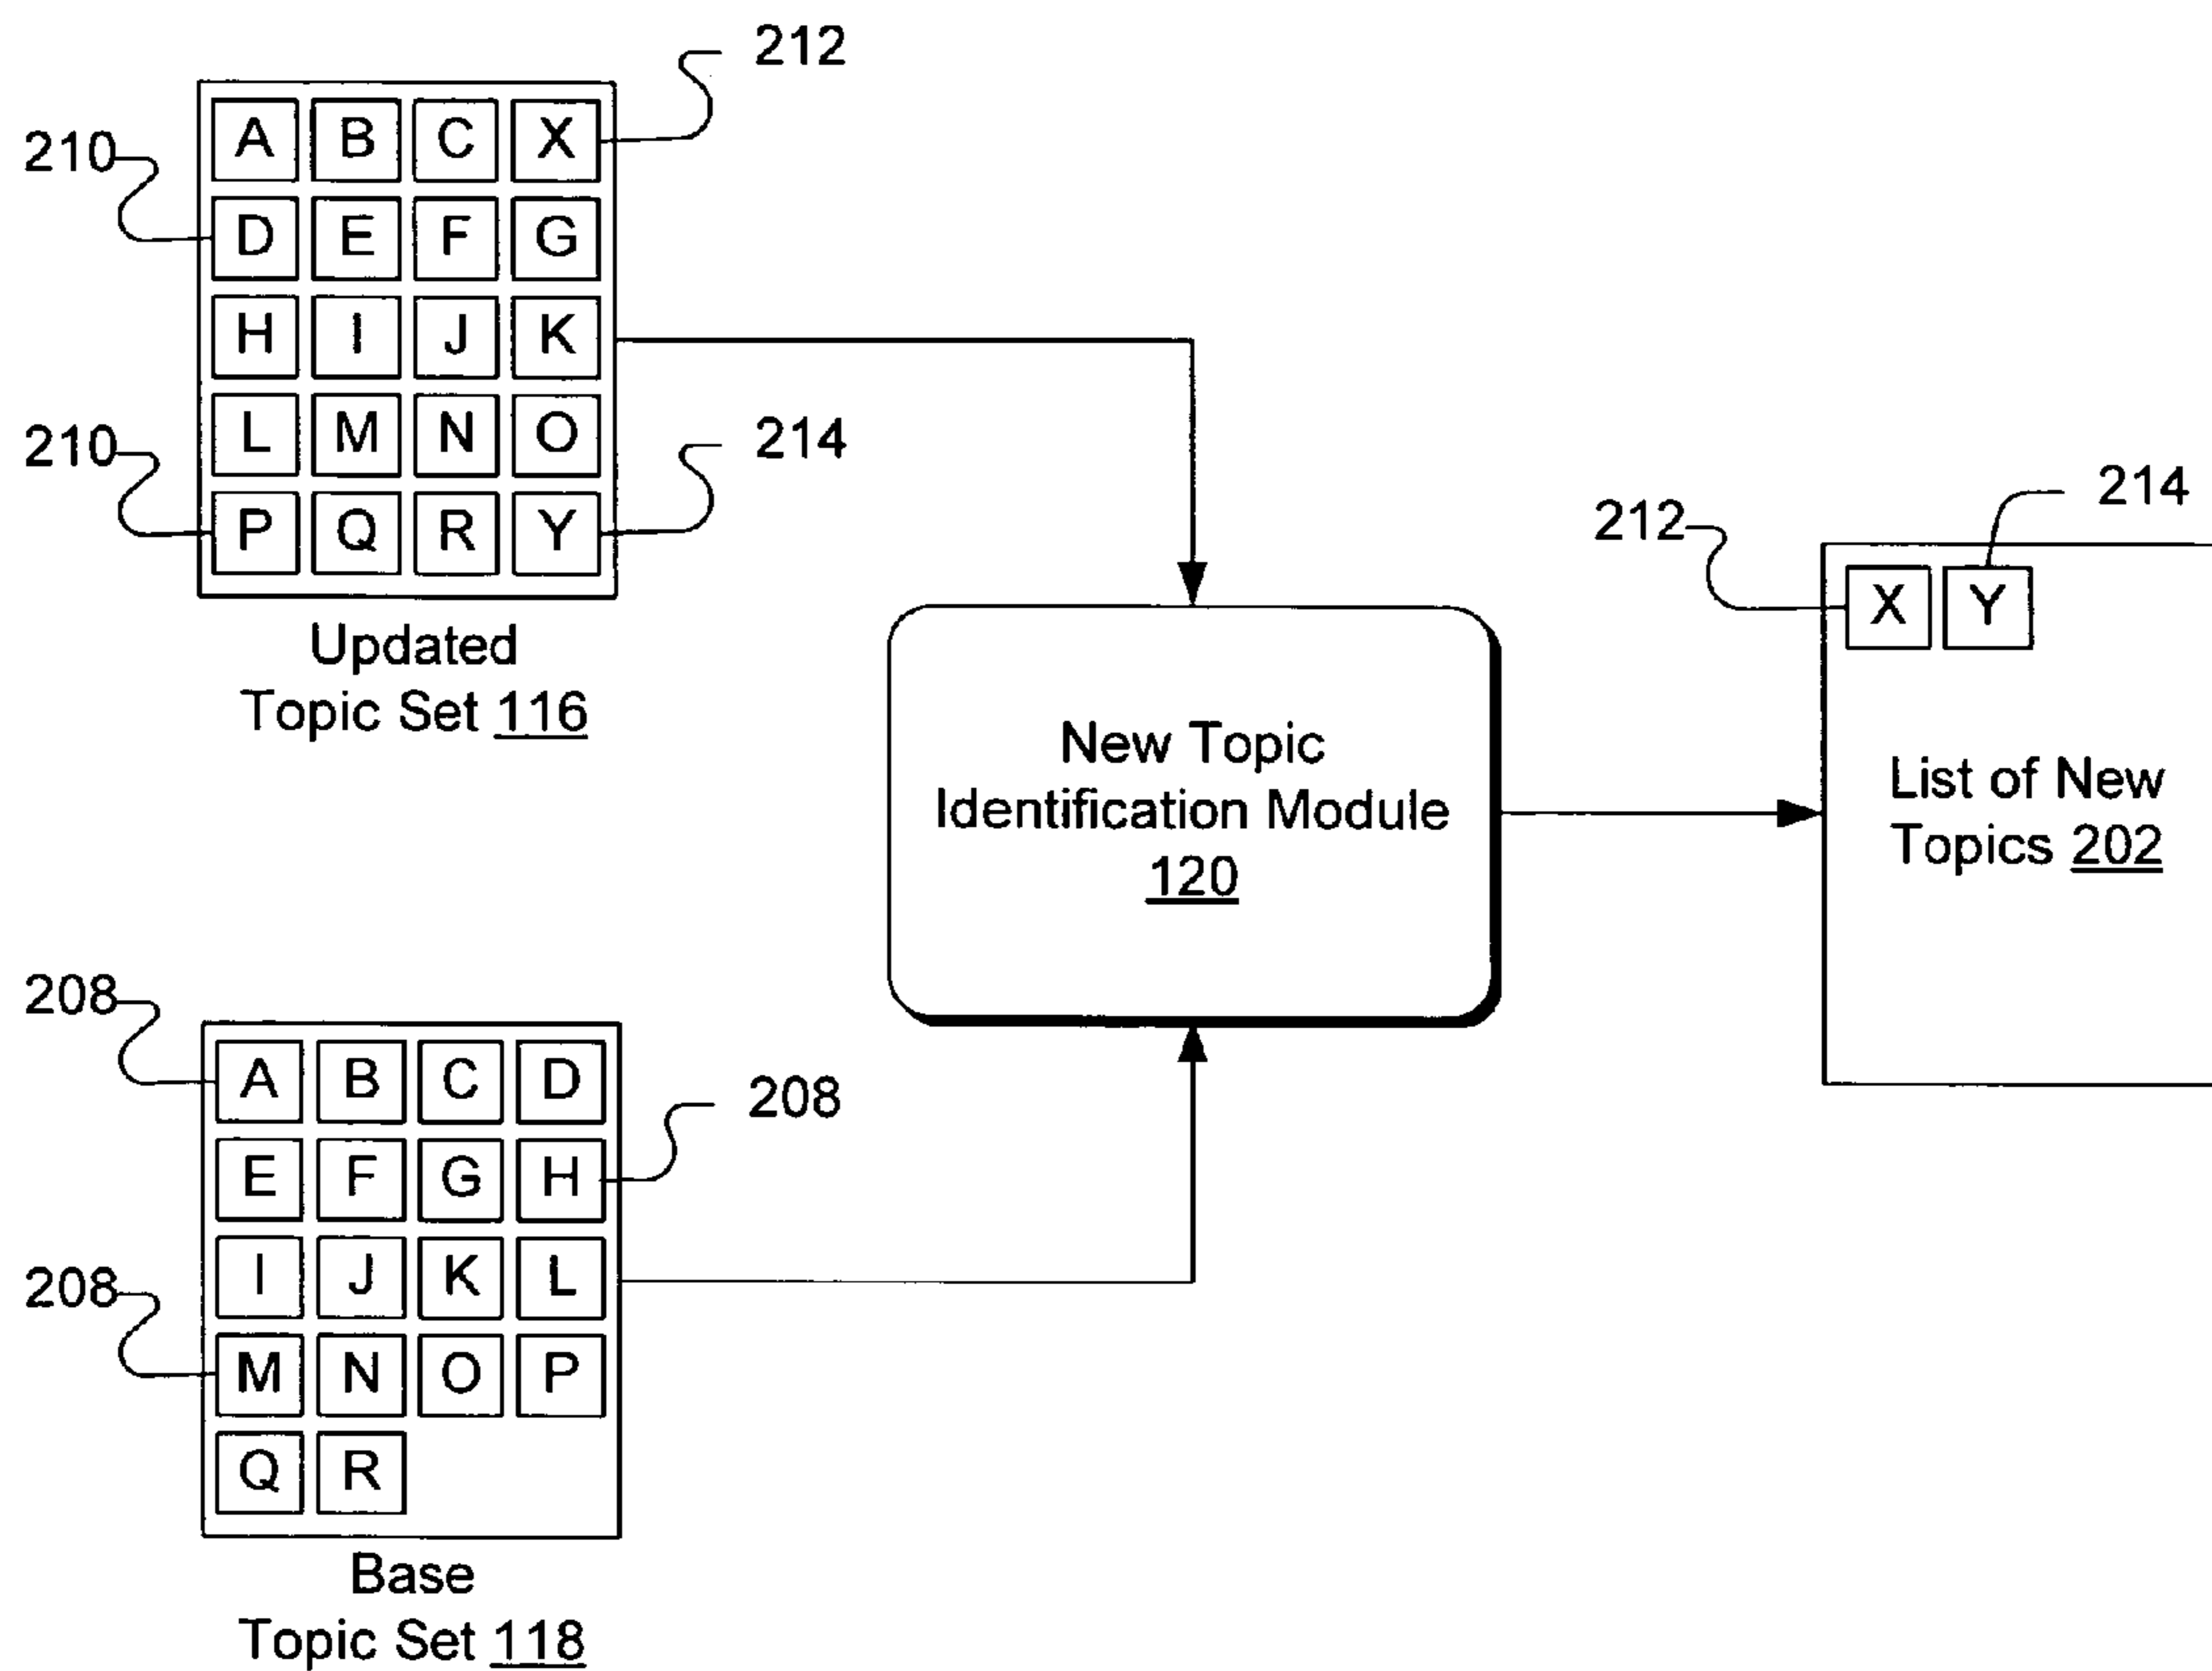 212
A B C X
210
D E F G
H I J K
L M N O
210
214
P Q R Y
Updated
Topic Set 116
212
214
X Y
New Topic
Identification Module
120
List of New
Topics 202
208
A B C D
208
E F G H
208
I J K L
M N O P
Q R
Base
Topic Set 118